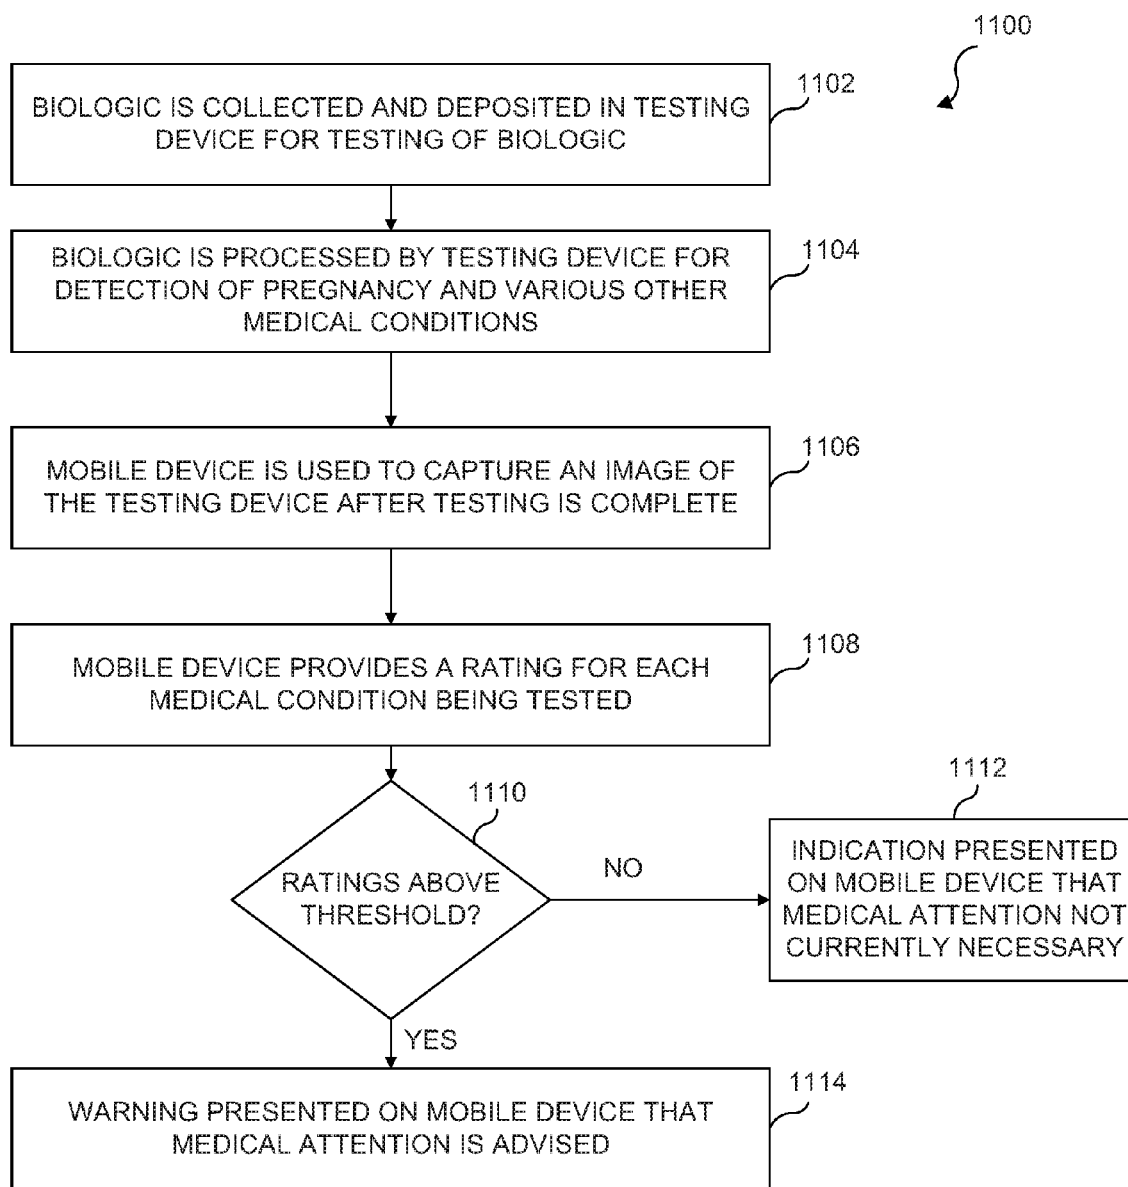 1100
1102
BIOLOGIC IS COLLECTED AND DEPOSITED IN TESTING
DEVICE FOR TESTING OF BIOLOGIC
1104
BIOLOGIC IS PROCESSED BY TESTING DEVICE FOR
DETECTION OF PREGNANCY AND VARIOUS OTHER
MEDICAL CONDITIONS
1106
MOBILE DEVICE IS USED TO CAPTURE AN IMAGE OF
THE TESTING DEVICE AFTER TESTING IS COMPLETE
1108
MOBILE DEVICE PROVIDES A RATING FOR EACH
MEDICAL CONDITION BEING TESTED
1110
RATINGS ABOVE
THRESHOLD?
NO
1112
INDICATION PRESENTED
ON MOBILE DEVICE THAT
MEDICAL ATTENTION NOT
CURRENTLY NECESSARY
YES
1114
WARNING PRESENTED ON MOBILE DEVICE THAT
MEDICAL ATTENTION IS ADVISED